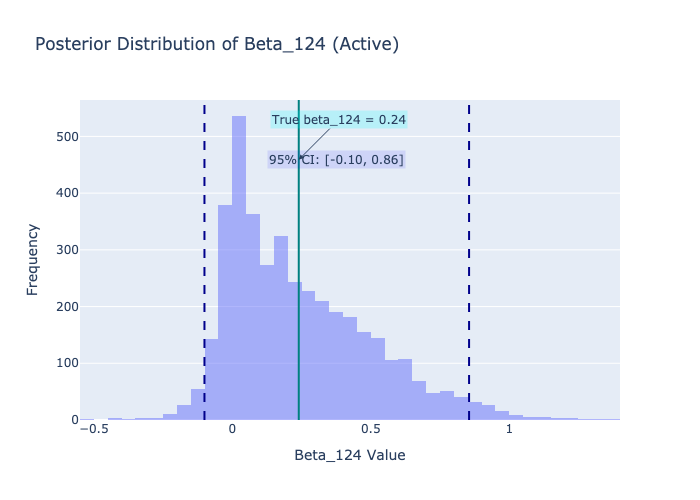 Posterior Distribution of Beta_124 (Active)
True beta_124 = 0.24
95% CI: [-0.10, 0.86]
Frequency
500
400
300
200
100
0
−0.5
0
0.5
1
Beta_124 Value